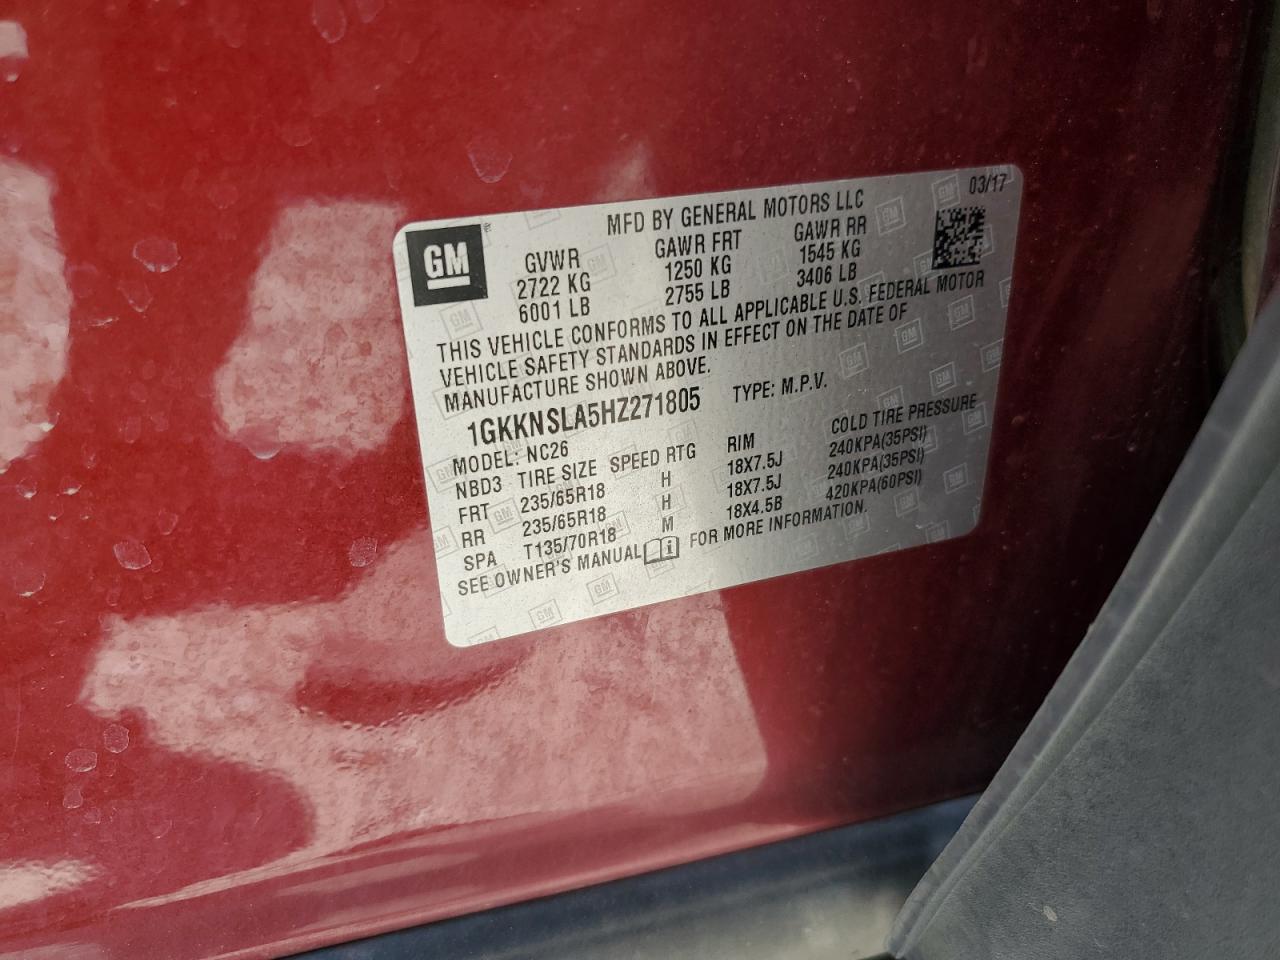 03/17
MFD BY GENERAL MOTORS LLC
GM
GVWR GAWR FRT GAWR RR
2722 KG 1250 KG 1545 KG
6001 LB 2755 LB 3406 LB
THIS VEHICLE CONFORMS TO ALL APPLICABLE U.S. FEDERAL MOTOR
VEHICLE SAFETY STANDARDS IN EFFECT ON THE DATE OF
MANUFACTURE SHOWN ABOVE.
1GKKNSLA5HZ271805 TYPE: M.P.V.
MODEL: NC26
NBD3 TIRE SIZE SPEED RTG RIM COLD TIRE PRESSURE
FRT 235/65R18 H 18X7.5J 240KPA(35PSI)
RR 235/65R18 H 18X7.5J 240KPA(35PSI)
SPA T135/70R18 M 18X4.5B 420KPA(60PSI)
SEE OWNER'S MANUAL FOR MORE INFORMATION.